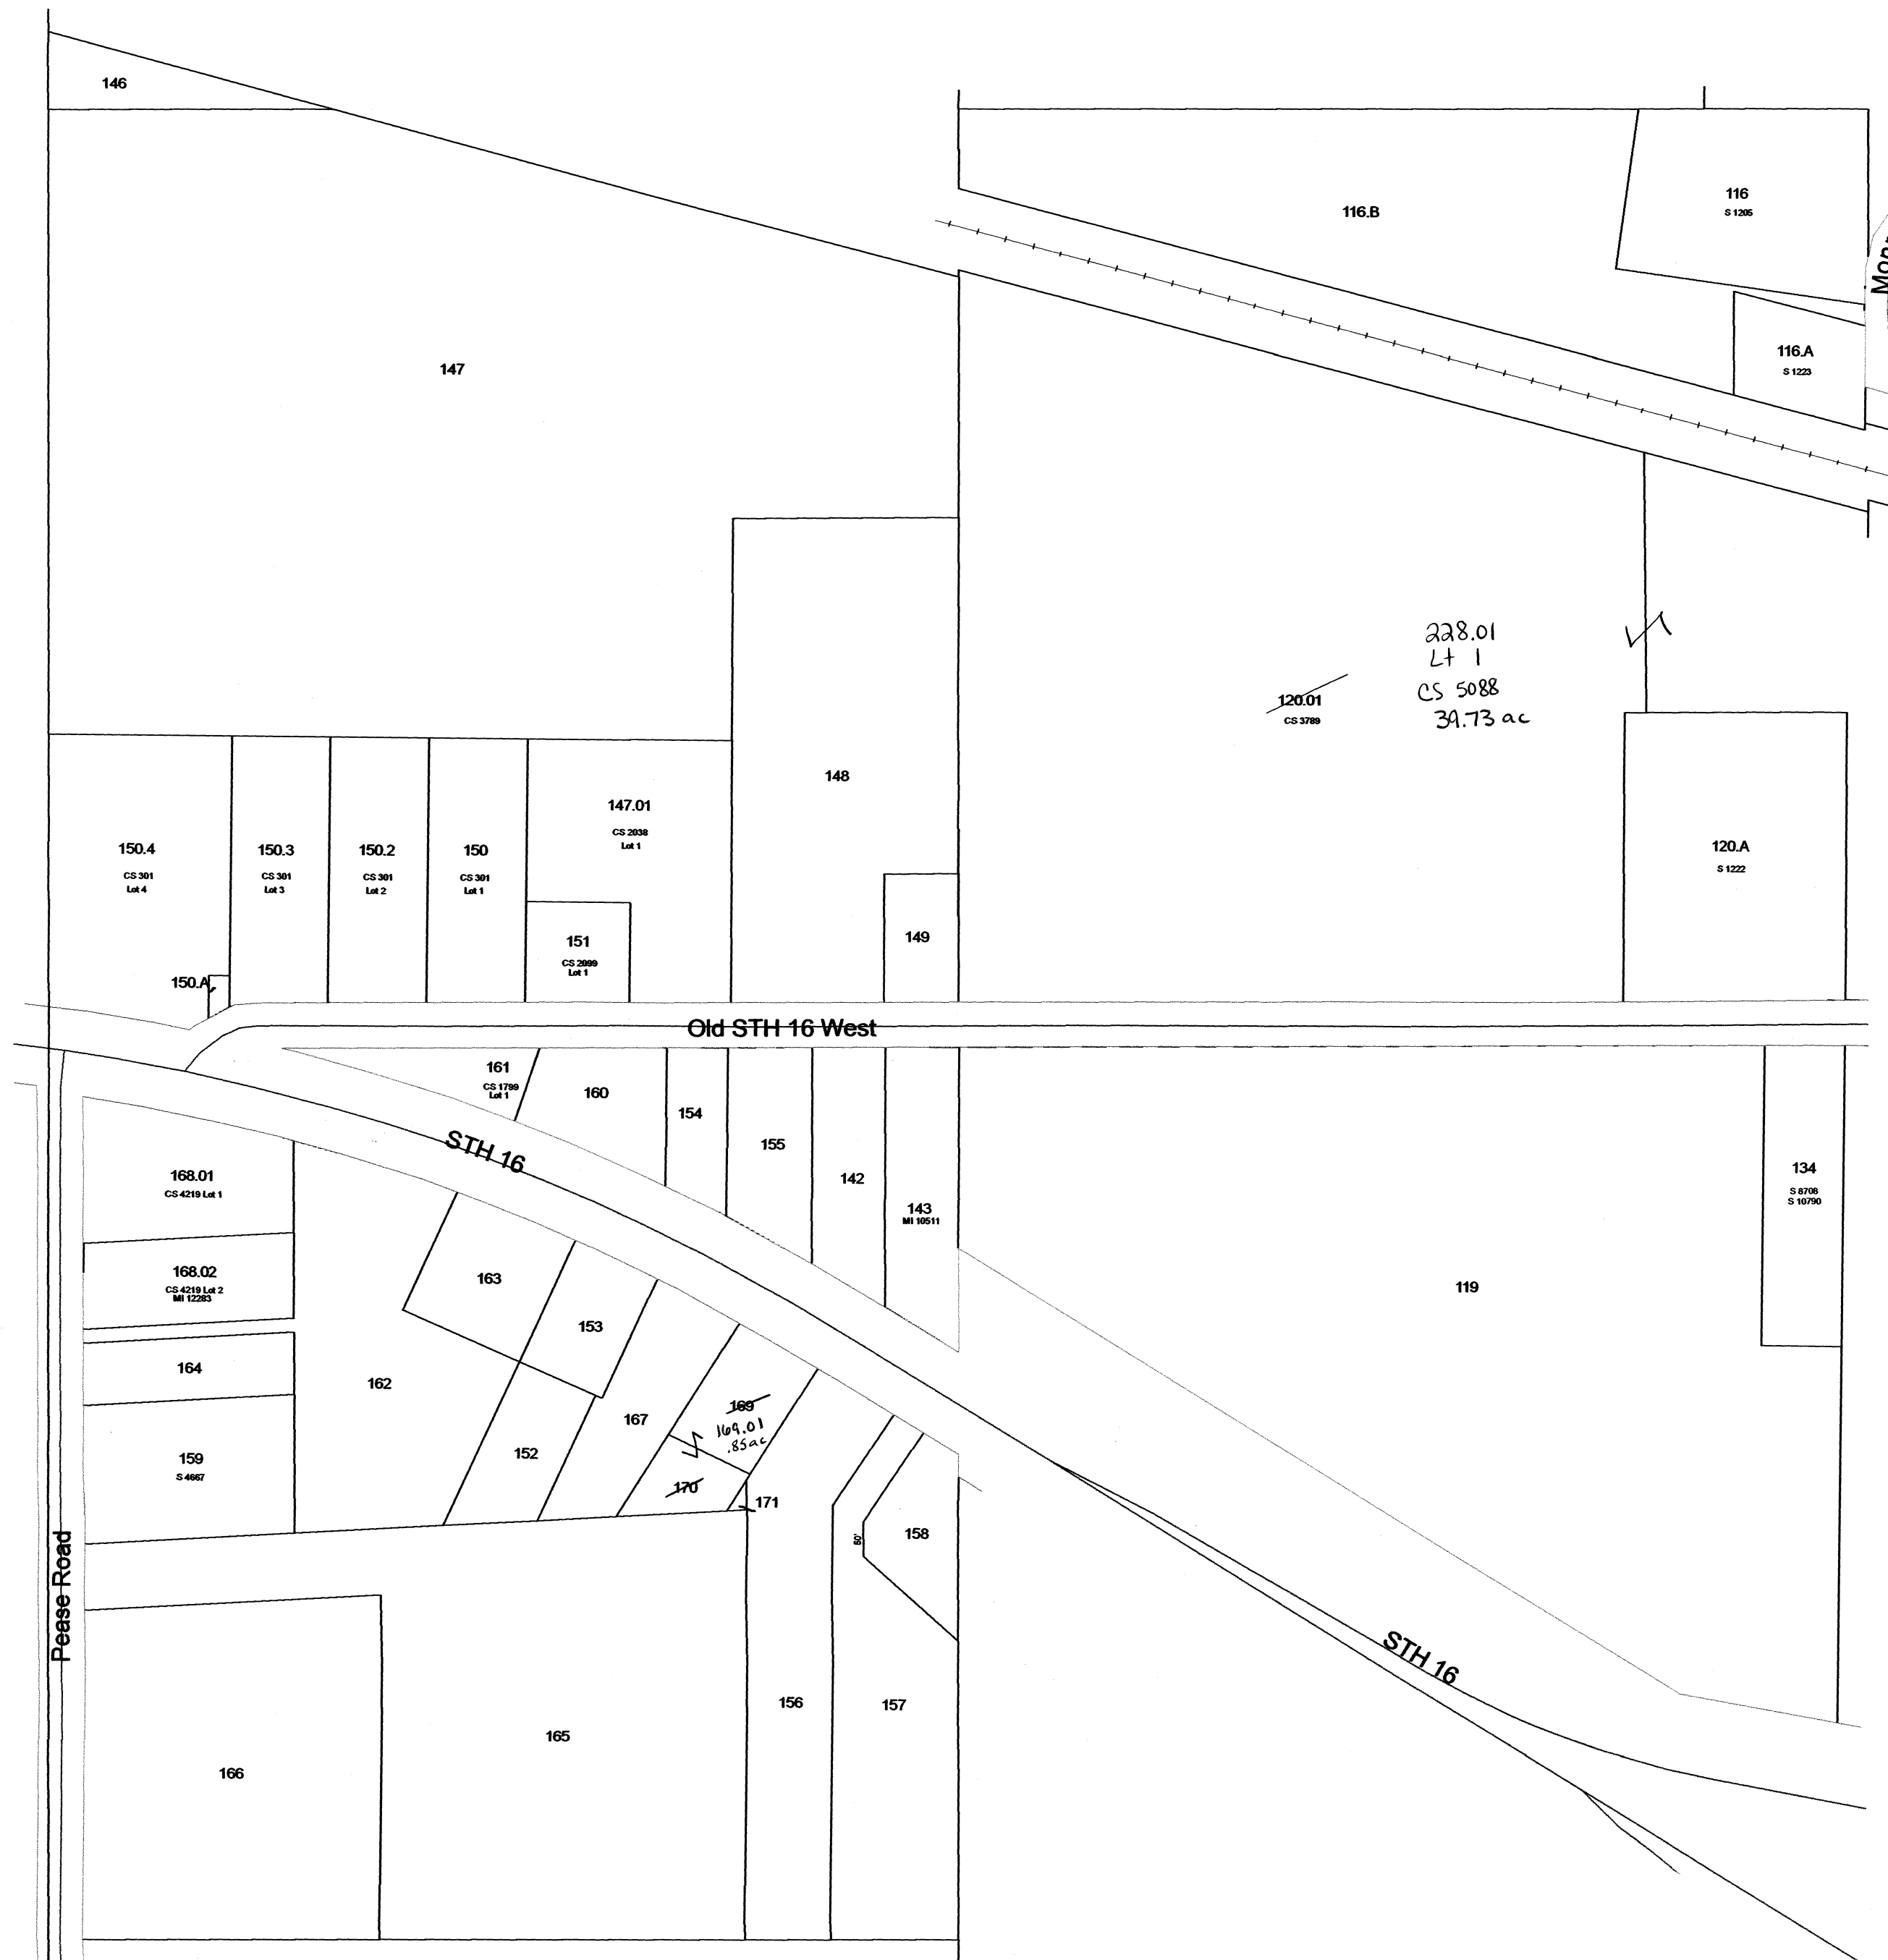 146
116
S 1205
116.B
Mon
116.A
S 1223
147
228.01
Lt 1
CS 5088
39.73 ac
120.01
CS 3789
148
147.01
CS 2038
Lot 1
150.4
CS 301
Lot 4
150.3
CS 301
Lot 3
150.2
CS 301
Lot 2
150
CS 301
Lot 1
120.A
S 1222
151
CS 2099
Lot 1
149
150.A
Old STH 16 West
161
CS 1799
Lot 1
160
154
155
142
143
MI 10511
STH 16
168.01
CS 4219 Lot 1
134
S 8708
S 10790
168.02
CS 4219 Lot 2
MI 12283
163
119
153
164
162
169
169.01
.85ac
167
152
159
S 4667
170
171
158
60'
Pease Road
STH 16
156
157
165
166